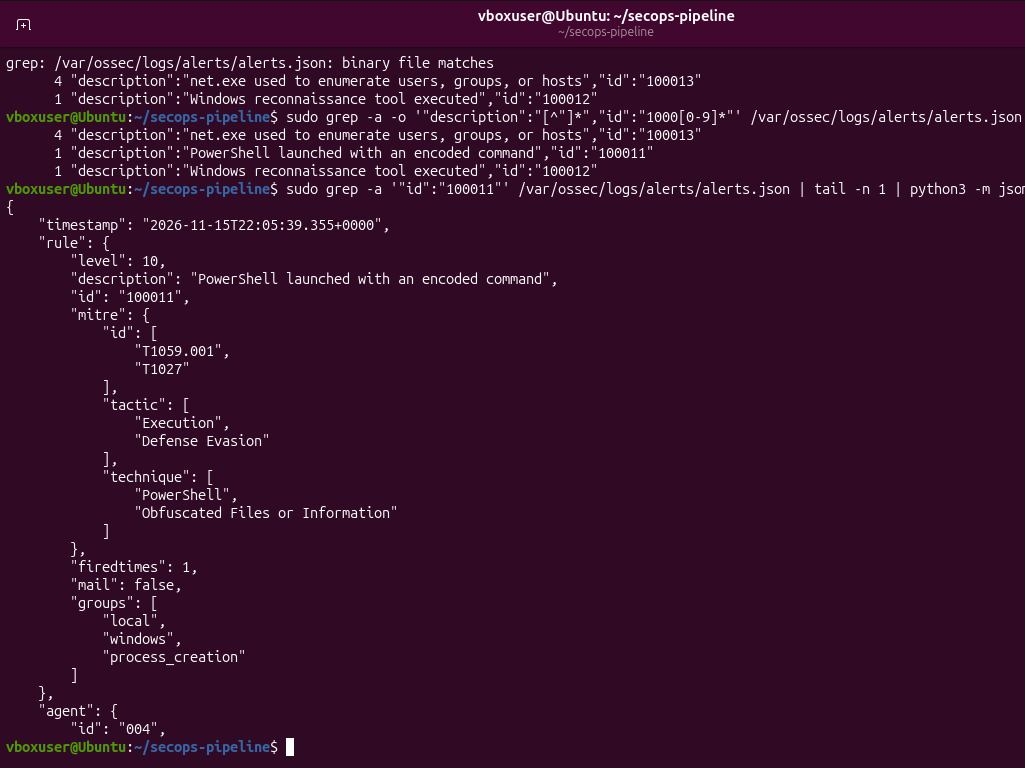 vboxuser@Ubuntu: ~/secops-pipeline
~/secops-pipeline
grep: /var/ossec/logs/alerts/alerts.json: binary file matches
      4 "description":"net.exe used to enumerate users, groups, or hosts","id":"100013"
      1 "description":"Windows reconnaissance tool executed","id":"100012"
vboxuser@Ubuntu:~/secops-pipeline$ sudo grep -a -o '"description":"[^"]*","id":"1000[0-9]*"' /var/ossec/logs/alerts/alerts.json
      4 "description":"net.exe used to enumerate users, groups, or hosts","id":"100013"
      1 "description":"PowerShell launched with an encoded command","id":"100011"
      1 "description":"Windows reconnaissance tool executed","id":"100012"
vboxuser@Ubuntu:~/secops-pipeline$ sudo grep -a '"id":"100011"' /var/ossec/logs/alerts/alerts.json | tail -n 1 | python3 -m json
{
    "timestamp": "2026-11-15T22:05:39.355+0000",
    "rule": {
        "level": 10,
        "description": "PowerShell launched with an encoded command",
        "id": "100011",
        "mitre": {
            "id": [
                "T1059.001",
                "T1027"
            ],
            "tactic": [
                "Execution",
                "Defense Evasion"
            ],
            "technique": [
                "PowerShell",
                "Obfuscated Files or Information"
            ]
        },
        "firedtimes": 1,
        "mail": false,
        "groups": [
            "local",
            "windows",
            "process_creation"
        ]
    },
    "agent": {
        "id": "004",
vboxuser@Ubuntu:~/secops-pipeline$